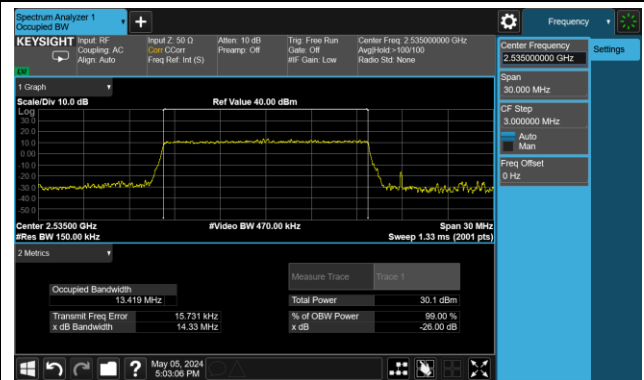 Spectrum Analyzer 1
Occupied BW
Frequency
KEYSIGHT
Input: RF
Coupling: AC
Align: Auto
Input Z: 50 Ω
Corr CCorr
Freq Ref: Int (S)
Atten: 10 dB
Preamp: Off
Trig: Free Run
Gate: Off
#IF Gain: Low
Center Freq: 2.535000000 GHz
Avg|Hold:>100/100
Radio Std: None
Center Frequency
2.535000000 GHz
Settings
Span
30.000 MHz
CF Step
3.000000 MHz
Auto
Man
Freq Offset
0 Hz
1 Graph
Scale/Div 10.0 dB
Ref Value 40.00 dBm
Log
30.0
20.0
10.0
0.00
-10.0
-20.0
-30.0
-40.0
-50.0
Center 2.53500 GHz
#Video BW 470.00 kHz
Span 30 MHz
#Res BW 150.00 kHz
Sweep 1.33 ms (2001 pts)
2 Metrics
Measure Trace
Trace 1
Occupied Bandwidth
13.419 MHz
Total Power
30.1 dBm
Transmit Freq Error
15.731 kHz
% of OBW Power
99.00 %
x dB Bandwidth
14.33 MHz
x dB
-26.00 dB
?
May 05, 2024
5:03:06 PM